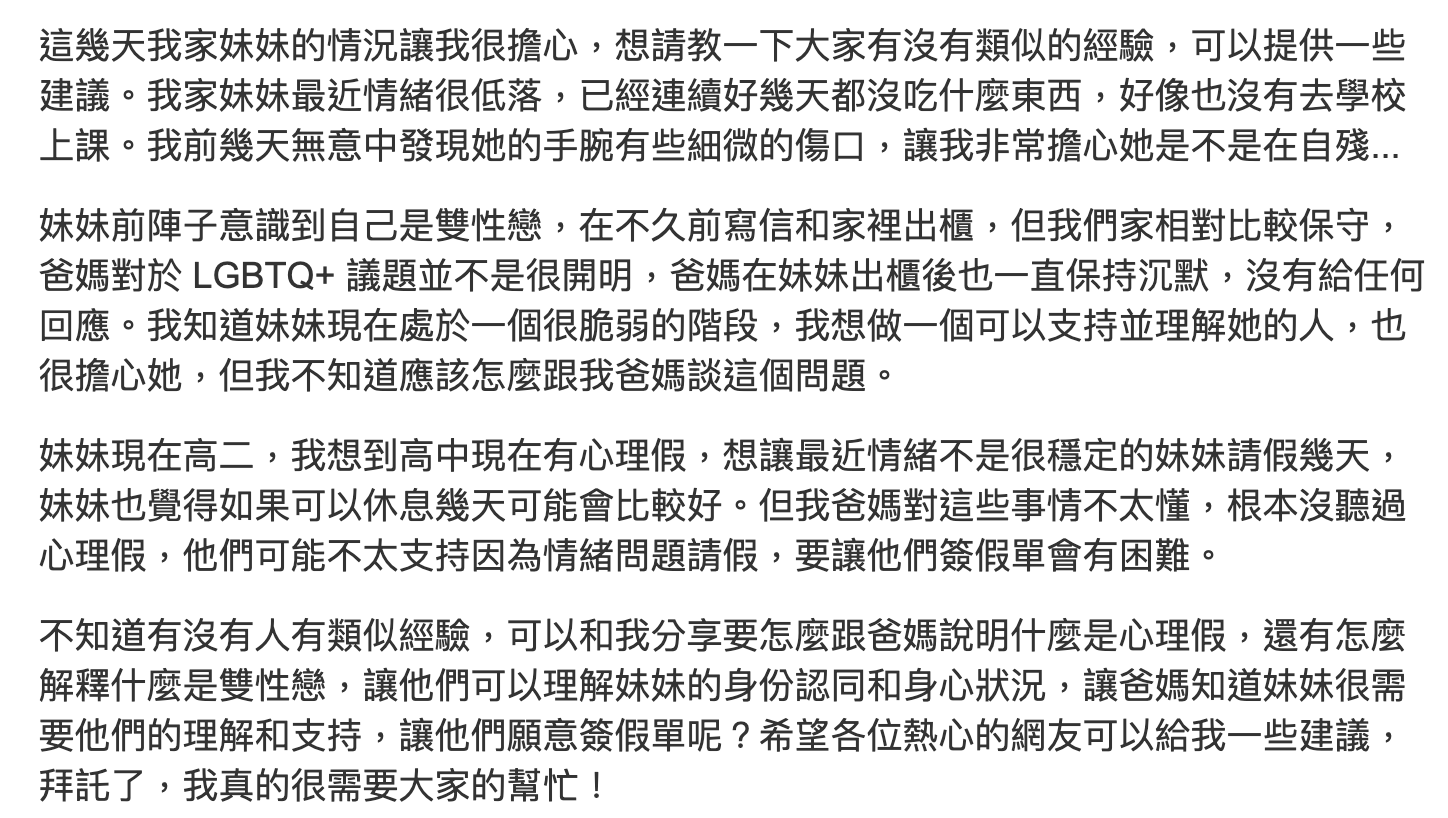 這幾天我家妹妹的情況讓我很擔心，想請教一下大家有沒有類似的經驗，可以提供一些
建議。我家妹妹最近情緒很低落，已經連續好幾天都沒吃什麼東西，好像也沒有去學校
上課。我前幾天無意中發現她的手腕有些細微的傷口，讓我非常擔心她是不是在自殘...
妹妹前陣子意識到自己是雙性戀，在不久前寫信和家裡出櫃，但我們家相對比較保守，
爸媽對於 LGBTQ+ 議題並不是很開明，爸媽在妹妹出櫃後也一直保持沉默，沒有給任何
回應。我知道妹妹現在處於一個很脆弱的階段，我想做一個可以支持並理解她的人，也
很擔心她，但我不知道應該怎麼跟我爸媽談這個問題。
妹妹現在高二，我想到高中現在有心理假，想讓最近情緒不是很穩定的妹妹請假幾天，
妹妹也覺得如果可以休息幾天可能會比較好。但我爸媽對這些事情不太懂，根本沒聽過
心理假，他們可能不太支持因為情緒問題請假，要讓他們簽假單會有困難。
不知道有沒有人有類似經驗，可以和我分享要怎麼跟爸媽說明什麼是心理假，還有怎麼
解釋什麼是雙性戀，讓他們可以理解妹妹的身份認同和身心狀況，讓爸媽知道妹妹很需
要他們的理解和支持，讓他們願意簽假單呢？希望各位熱心的網友可以給我一些建議，
拜託了，我真的很需要大家的幫忙！